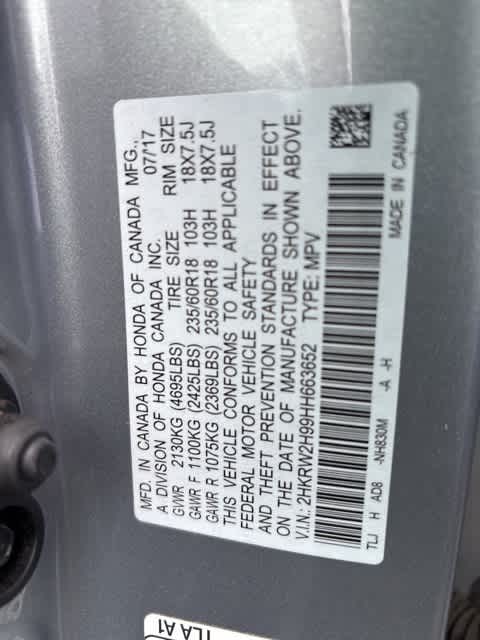 MFD. IN CANADA BY HONDA OF CANADA MFG.,
A DIVISION OF HONDA CANADA INC. 07/17
GVWR 2130KG (4695LBS) TIRE SIZE RIM SIZE
GAWR F 1100KG (2425LBS) 235/60R18 103H 18X7.5J
GAWR R 1075KG (2369LBS) 235/60R18 103H 18X7.5J
THIS VEHICLE CONFORMS TO ALL APPLICABLE
FEDERAL MOTOR VEHICLE SAFETY
AND THEFT PREVENTION STANDARDS IN EFFECT
ON THE DATE OF MANUFACTURE SHOWN ABOVE.
V.I.N.: 2HKRW2H99HH663652 TYPE: MPV
TLJ H AD8 -NH830M -A -H
MADE IN CANADA
TLA A1